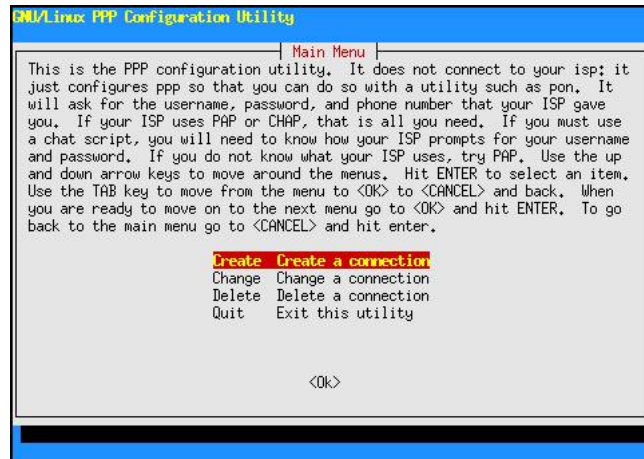 GNU/Linux PPP Configuration Utility
Main Menu
This is the PPP configuration utility. It does not connect to your isp: it
just configures ppp so that you can do so with a utility such as pon. It
will ask for the username, password, and phone number that your ISP gave
you. If your ISP uses PAP or CHAP, that is all you need. If you must use
a chat script, you will need to know how your ISP prompts for your username
and password. If you do not know what your ISP uses, try PAP. Use the up
and down arrow keys to move around the menus. Hit ENTER to select an item.
Use the TAB key to move from the menu to <OK> to <CANCEL> and back. When
you are ready to move on to the next menu go to <OK> and hit ENTER. To go
back to the main menu go to <CANCEL> and hit enter.
Create Create a connection
Change Change a connection
Delete Delete a connection
Quit Exit this utility
<Ok>